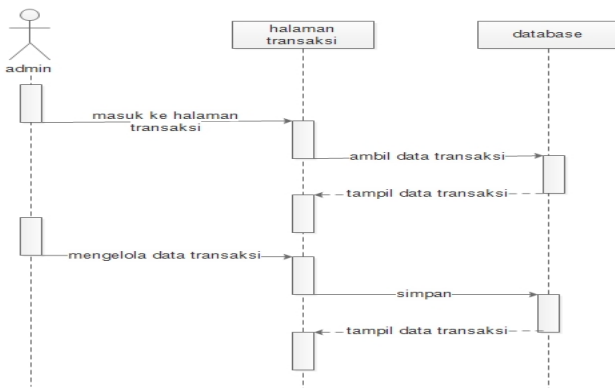 halaman
transaksi
database
admin
masuk ke halaman
transaksi
ambil data transaksi
tampil data transaksi
mengelola data transaksi
simpan
tampil data transaksi